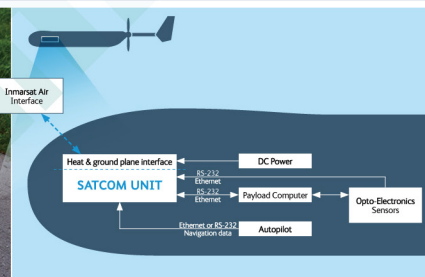 Inmarsat Air
Interface
Heat & ground plane interface
SATCOM UNIT
DC Power
RS-232
Ethernet
RS-232
Ethernet
Payload Computer
Opto-Electronics
Sensors
Ethernet or RS-232
Navigation data
Autopilot